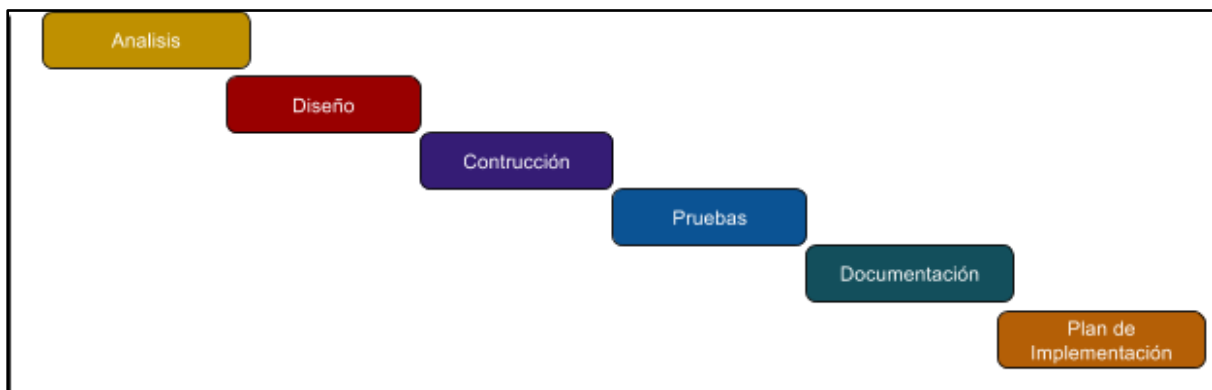 Analisis
Diseño
Contrucción
Pruebas
Documentación
Plan de
Implementación